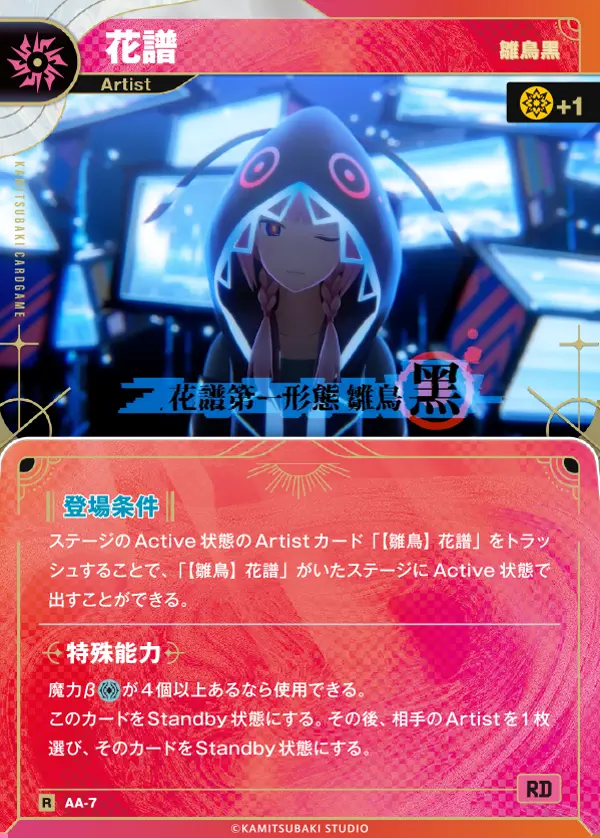 花譜
雛鳥黒
Artist
+1
KAMITSUBAKI CARDGAME
花譜第一形態 雛鳥 黒
登場条件
ステージのActive状態のArtistカード「【雛鳥】花譜」をトラッ
シュすることで、「【雛鳥】花譜」がいたステージにActive状態で
出すことができる。
特殊能力
魔力βが4個以上あるなら使用できる。
このカードをStandby状態にする。その後、相手のArtistを1枚
選び、そのカードをStandby状態にする。
RD
R AA-7
©KAMITSUBAKI STUDIO